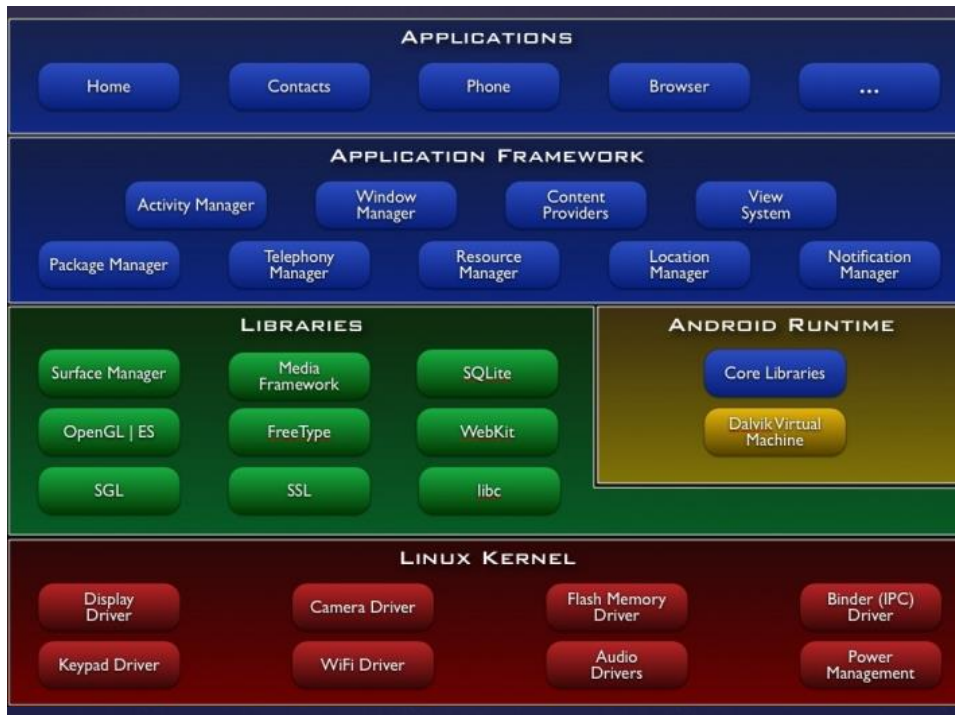 APPLICATIONS
Home
Contacts
Phone
Browser
...
APPLICATION FRAMEWORK
Activity Manager
Window
Manager
Content
Providers
View
System
Package Manager
Telephony
Manager
Resource
Manager
Location
Manager
Notification
Manager
LIBRARIES
Surface Manager
Media
Framework
SQLite
OpenGL | ES
FreeType
WebKit
SGL
SSL
libc
ANDROID RUNTIME
Core Libraries
Dalvik Virtual
Machine
LINUX KERNEL
Display
Driver
Camera Driver
Flash Memory
Driver
Binder (IPC)
Driver
Keypad Driver
WiFi Driver
Audio
Drivers
Power
Management